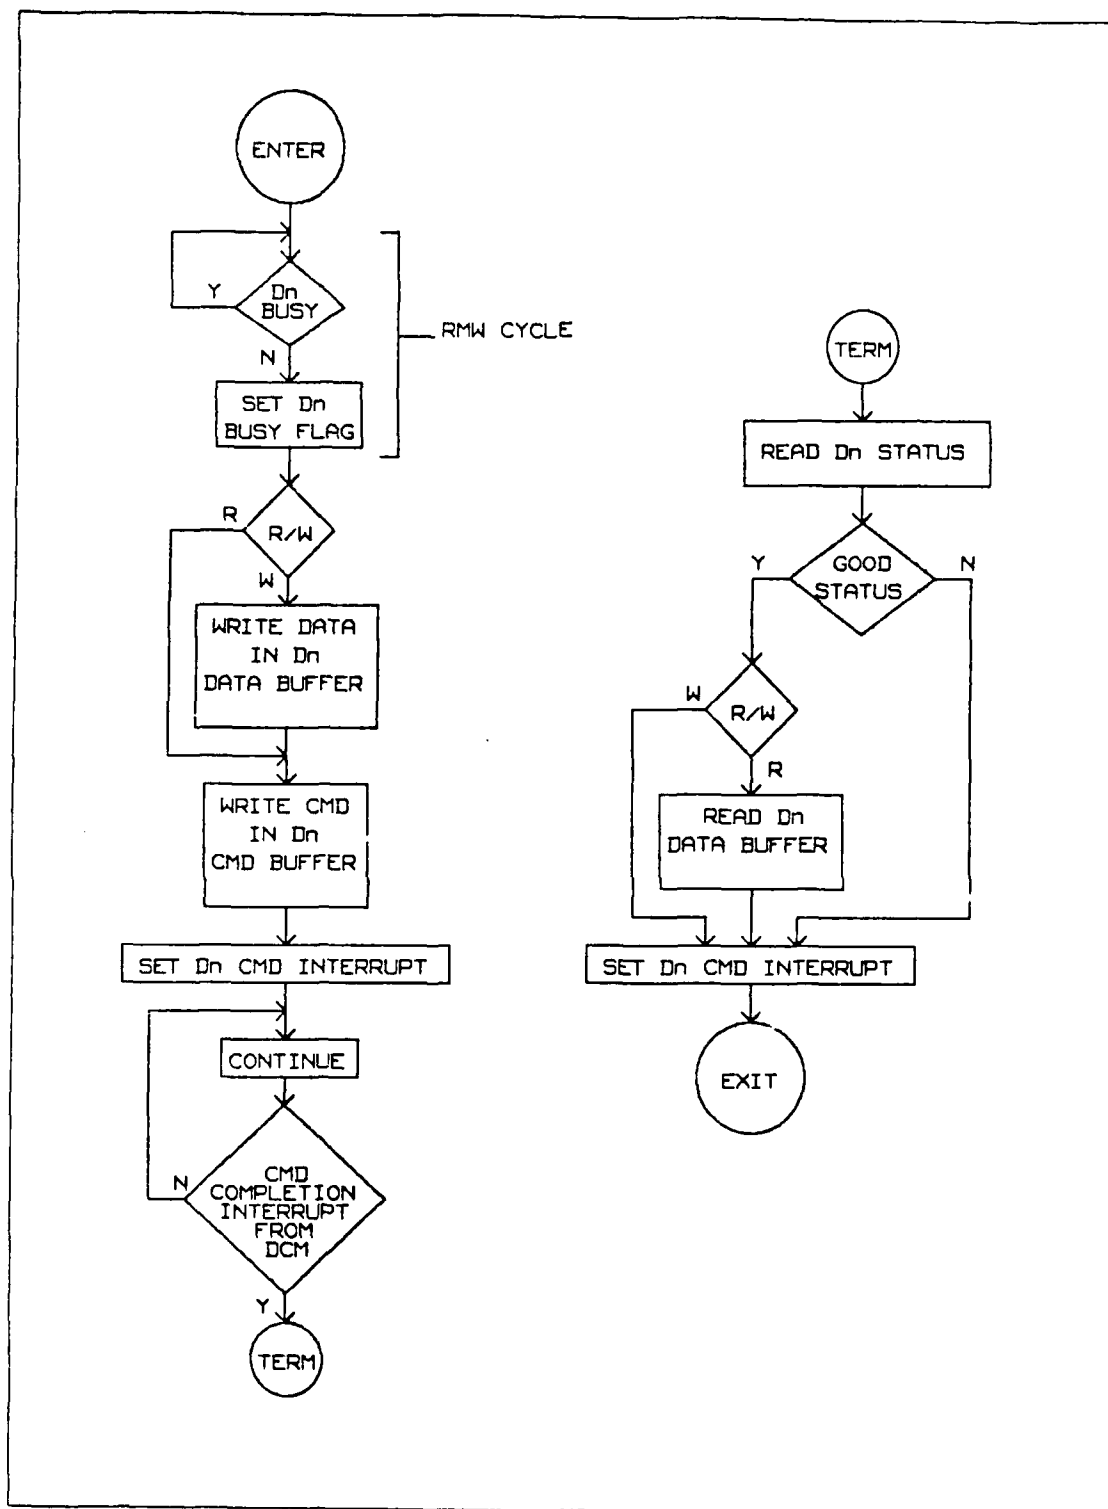 ENTER
Y
Dn
BUSY
RMW CYCLE
N
SET Dn
BUSY FLAG
R
R/W
W
WRITE DATA
IN Dn
DATA BUFFER
WRITE CMD
IN Dn
CMD BUFFER
SET Dn CMD INTERRUPT
CONTINUE
N
CMD
COMPLETION
INTERRUPT
FROM
DCM
Y
TERM
TERM
READ Dn STATUS
Y
GOOD
STATUS
N
W
R/W
R
READ Dn
DATA BUFFER
SET Dn CMD INTERRUPT
EXIT